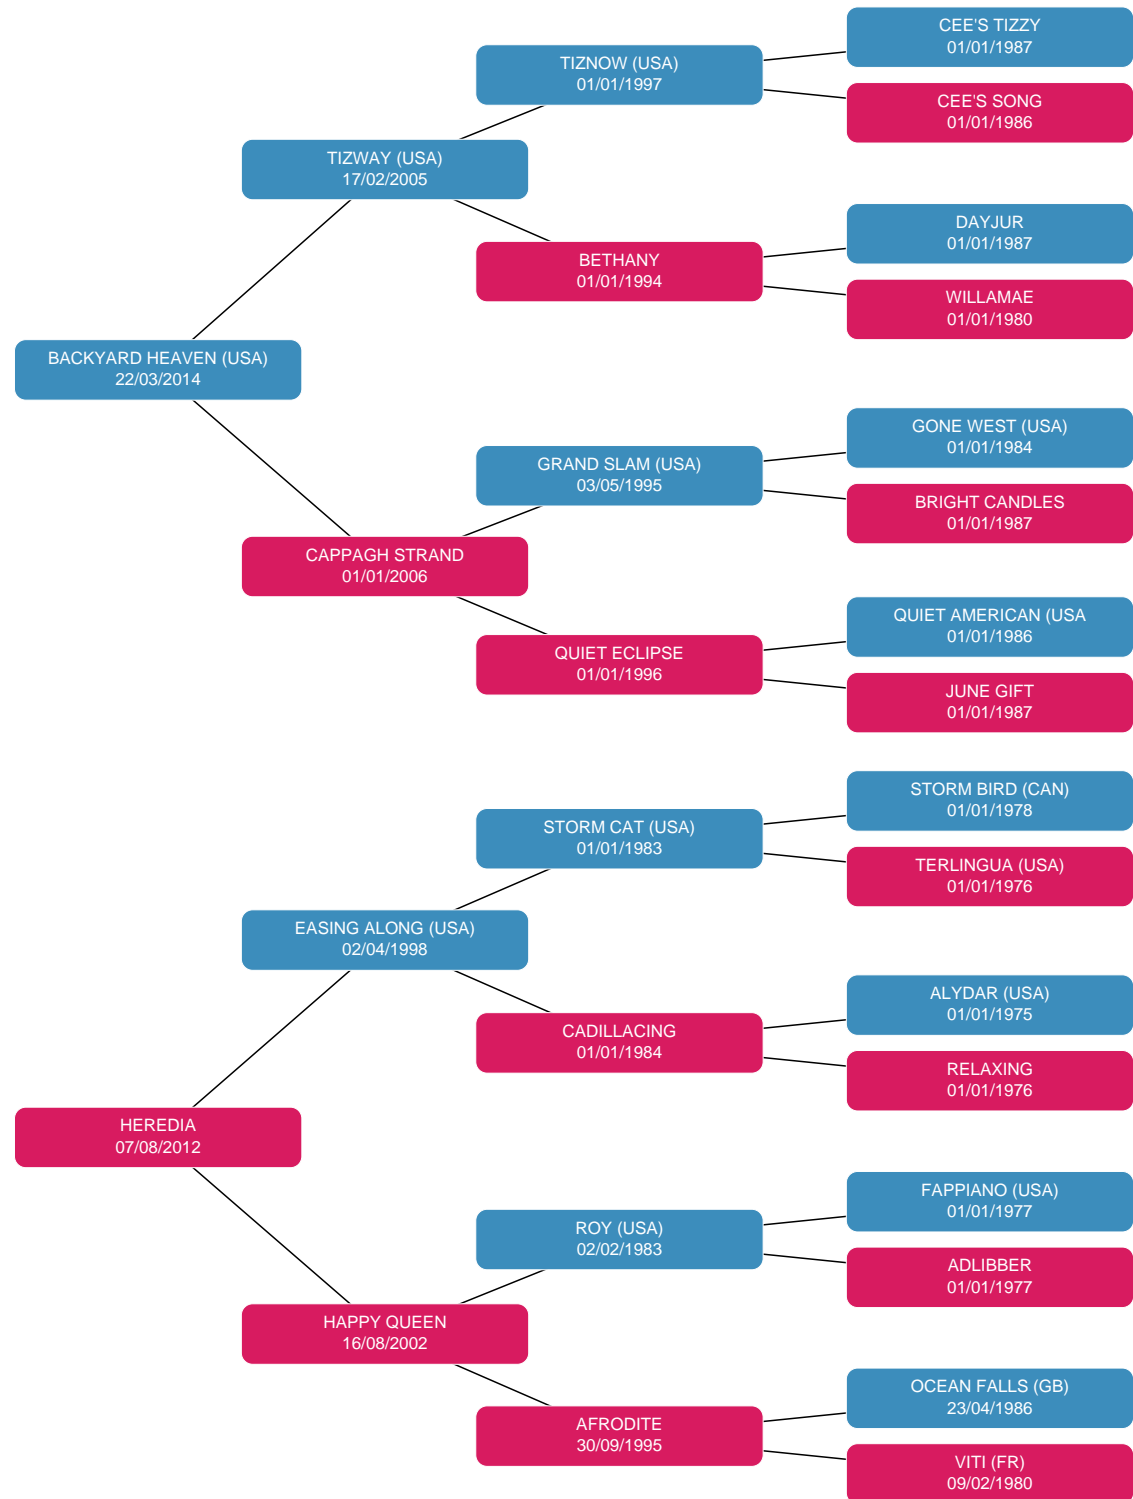 CEE'S TIZZY
01/01/1987
TIZNOW (USA)
01/01/1997
CEE'S SONG
01/01/1986
TIZWAY (USA)
17/02/2005
DAYJUR
01/01/1987
BETHANY
01/01/1994
WILLAMAE
01/01/1980
BACKYARD HEAVEN (USA)
22/03/2014
GONE WEST (USA)
01/01/1984
GRAND SLAM (USA)
03/05/1995
BRIGHT CANDLES
01/01/1987
CAPPAGH STRAND
01/01/2006
QUIET AMERICAN (USA
01/01/1986
QUIET ECLIPSE
01/01/1996
JUNE GIFT
01/01/1987
STORM BIRD (CAN)
01/01/1978
STORM CAT (USA)
01/01/1983
TERLINGUA (USA)
01/01/1976
EASING ALONG (USA)
02/04/1998
ALYDAR (USA)
01/01/1975
CADILLACING
01/01/1984
RELAXING
01/01/1976
HEREDIA
07/08/2012
FAPPIANO (USA)
01/01/1977
ROY (USA)
02/02/1983
ADLIBBER
01/01/1977
HAPPY QUEEN
16/08/2002
OCEAN FALLS (GB)
23/04/1986
AFRODITE
30/09/1995
VITI (FR)
09/02/1980